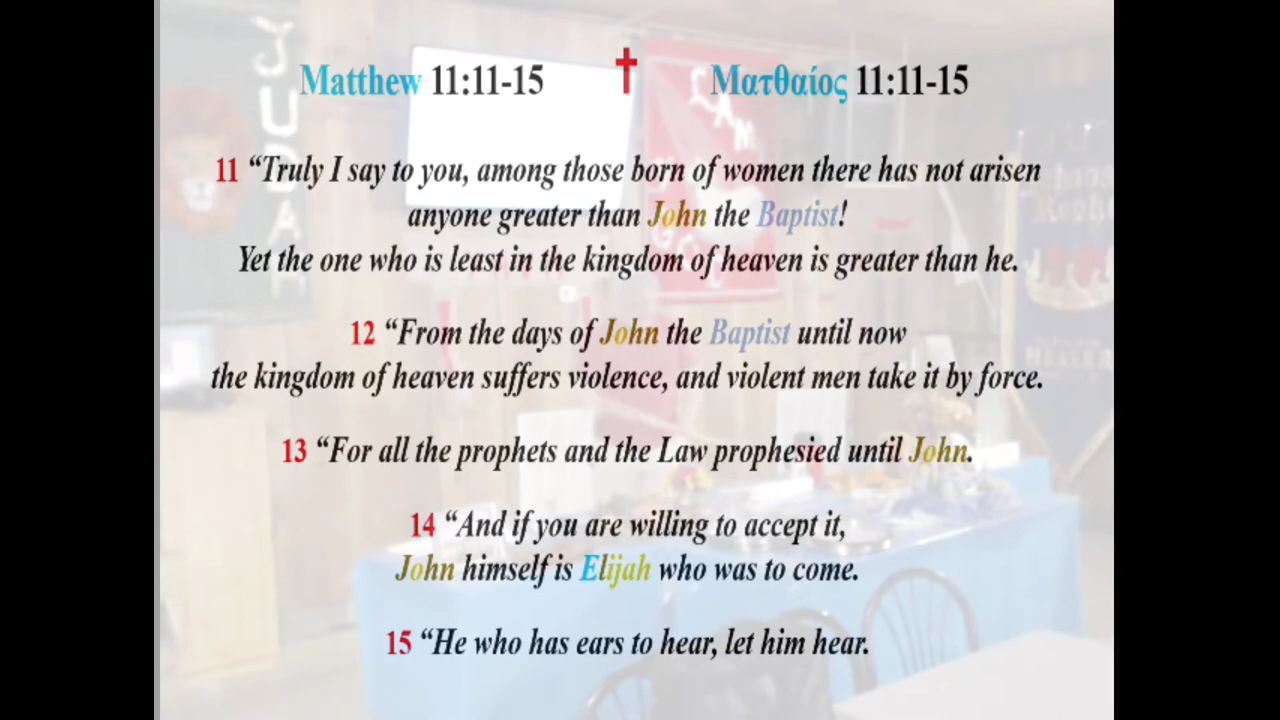 Matthew 11:11-15 † Ματθαίος 11:11-15
11 “Truly I say to you, among those born of women there has not arisen
anyone greater than John the Baptist!
Yet the one who is least in the kingdom of heaven is greater than he.
12 “From the days of John the Baptist until now
the kingdom of heaven suffers violence, and violent men take it by force.
13 “For all the prophets and the Law prophesied until John.
14 “And if you are willing to accept it,
John himself is Elijah who was to come.
15 “He who has ears to hear, let him hear.
JUDA